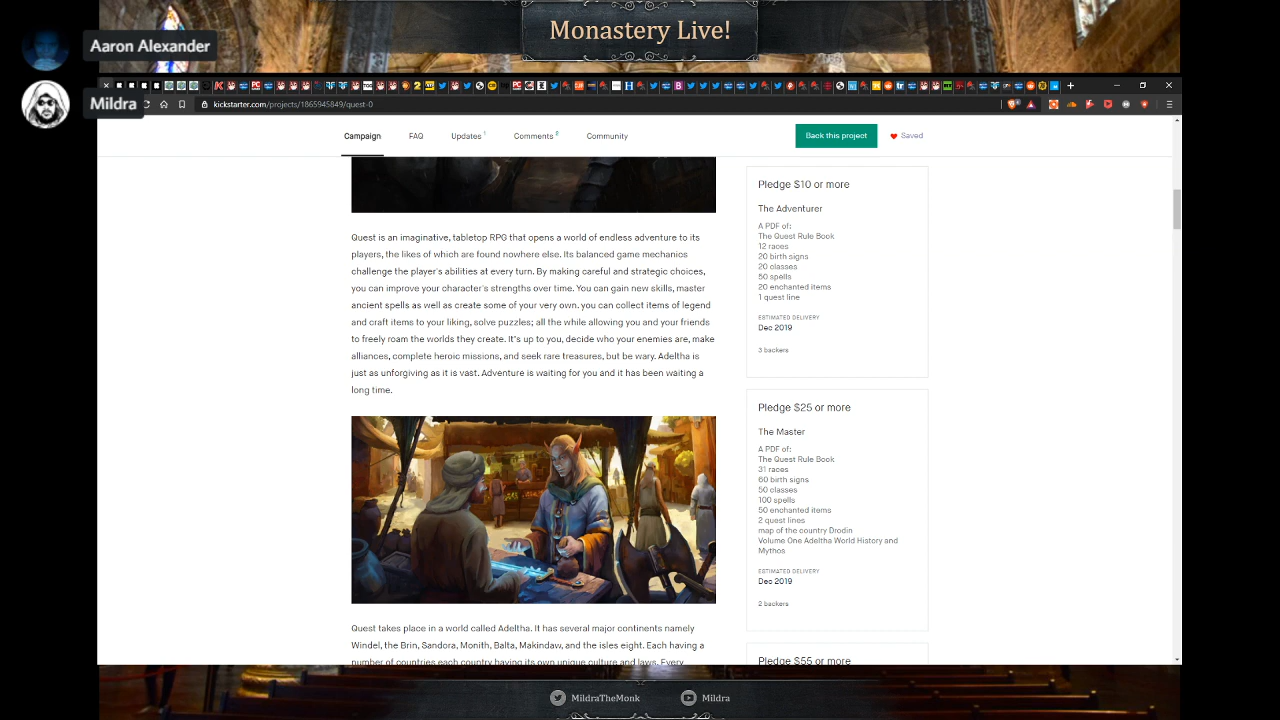 Monastery Live!
Aaron Alexander
Mildra
kickstarter.com/projects/1865945849/quest-0
Campaign
FAQ
Updates 1
Comments 8
Community
Back this project
Saved
Quest is an imaginative, tabletop RPG that opens a world of endless adventure to its
players, the likes of which are found nowhere else. Its balanced game mechanics
challenge the player's abilities at every turn. By making careful and strategic choices,
you can improve your character's strengths over time. You can gain new skills, master
ancient spells as well as create some of your very own. you can collect items of legend
and craft items to your liking, solve puzzles; all the while allowing you and your friends
to freely roam the worlds they create. It's up to you, decide who your enemies are, make
alliances, complete heroic missions, and seek rare treasures, but be wary. Adeltha is
just as unforgiving as it is vast. Adventure is waiting for you and it has been waiting a
long time.
Quest takes place in a world called Adeltha. It has several major continents namely
Windel, the Brin, Sandora, Monith, Balta, Makindaw, and the isles eight. Each having a
number of countries each country having its own unique culture and laws. Every
Pledge $10 or more
The Adventurer
A PDF of:
The Quest Rule Book
12 races
20 birth signs
20 classes
50 spells
20 enchanted items
1 quest line
ESTIMATED DELIVERY
Dec 2019
3 backers
Pledge $25 or more
The Master
A PDF of:
The Quest Rule Book
31 races
60 birth signs
50 classes
100 spells
50 enchanted items
2 quest lines
map of the country Drodin
Volume One Adeltha World History and
Mythos
ESTIMATED DELIVERY
Dec 2019
2 backers
Pledge $55 or more
MildraTheMonk
Mildra